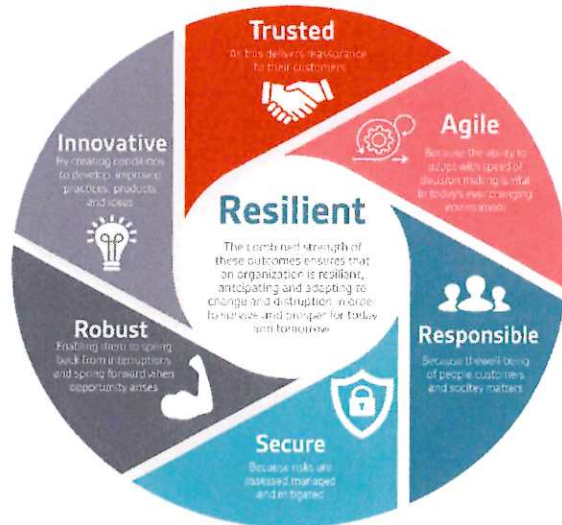 Trusted
As this delivers reassurance
to their customers
Agile
Because the ability to
adapt with speed of
decision making is vital
in today's ever changing
environment
Responsible
Because the well being
of people customers
and socitey matters
Secure
Because risks are
assessed managed
and mitigated
Robust
Enabling them to spring
back from interruptions
and spring forward when
opportunity arises
Innovative
By creating conditions
to develop, improved
practices, products
and ideas
Resilient
The combined strength of
these outcomes ensures that
an organization is resiliant,
anticipating and adapting to
change and distruption in order
to survive and prosper for today
and tomorrow